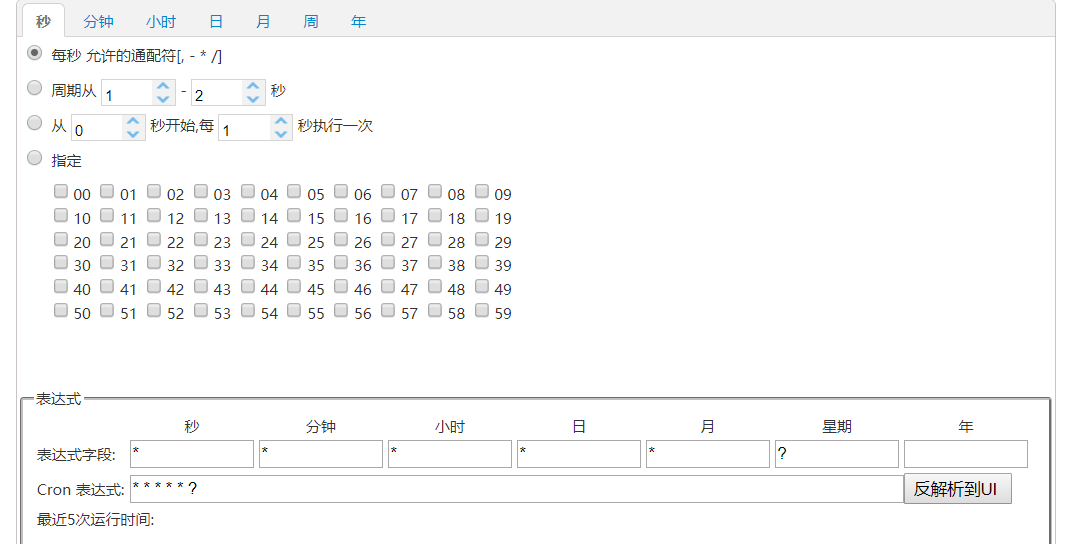 秒 分钟 小时 日 月 周 年
每秒 允许的通配符[, - * /]
周期从 1 - 2 秒
从 0 秒开始,每 1 秒执行一次
指定
00 01 02 03 04 05 06 07 08 09
10 11 12 13 14 15 16 17 18 19
20 21 22 23 24 25 26 27 28 29
30 31 32 33 34 35 36 37 38 39
40 41 42 43 44 45 46 47 48 49
50 51 52 53 54 55 56 57 58 59
表达式
秒 分钟 小时 日 月 星期 年
表达式字段: * * * * * ?
Cron 表达式: * * * * * ? 反解析到UI
最近5次运行时间: